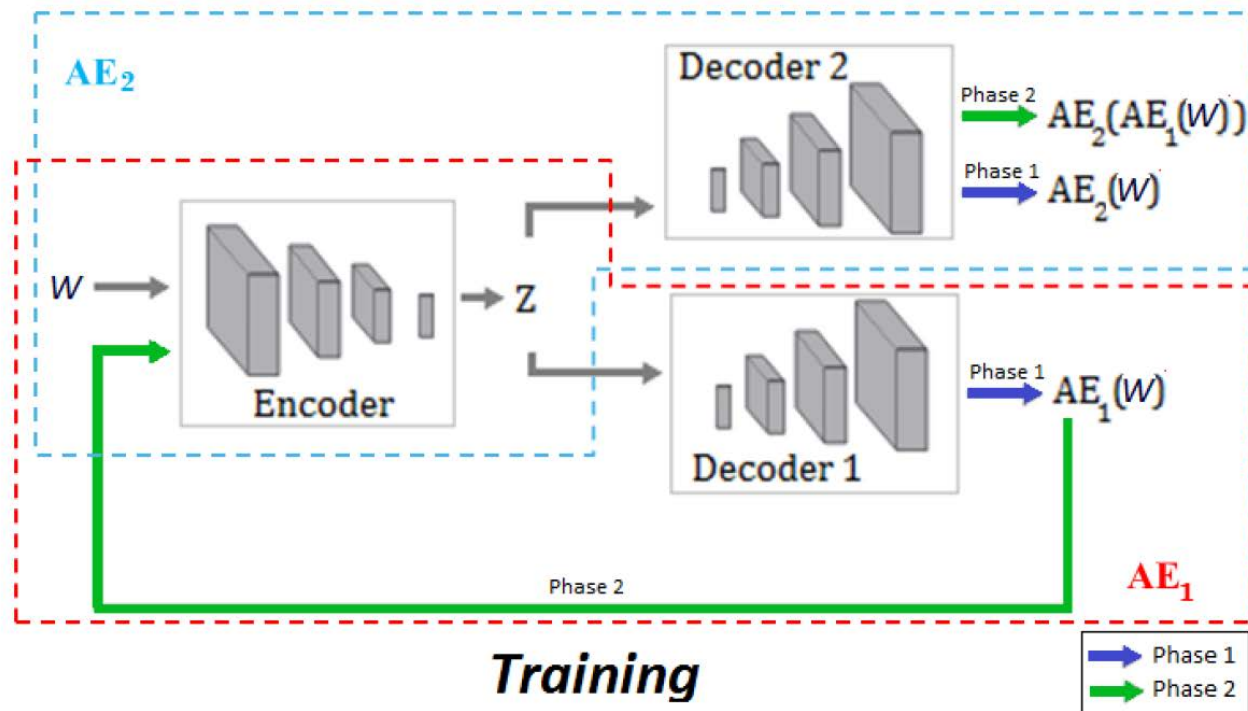 AE₂
Decoder 2
Phase 2
AE₂(AE₁(W))
Phase 1
AE₂(W)
W
Encoder
Z
Phase 1
AE₁(W)
Decoder 1
Phase 2
AE₁
Training
Phase 1
Phase 2